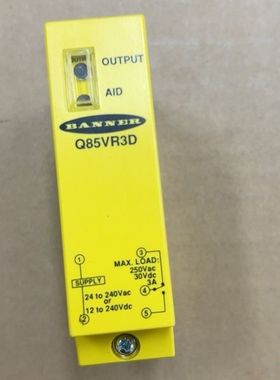 OUTPUT
AID
BANNER
Q85VR3D
MAX. LOAD:
250Vac
30Vdc
3A
3
4
5
1
SUPPLY
24 to 240Vac
or
12 to 240Vdc
2